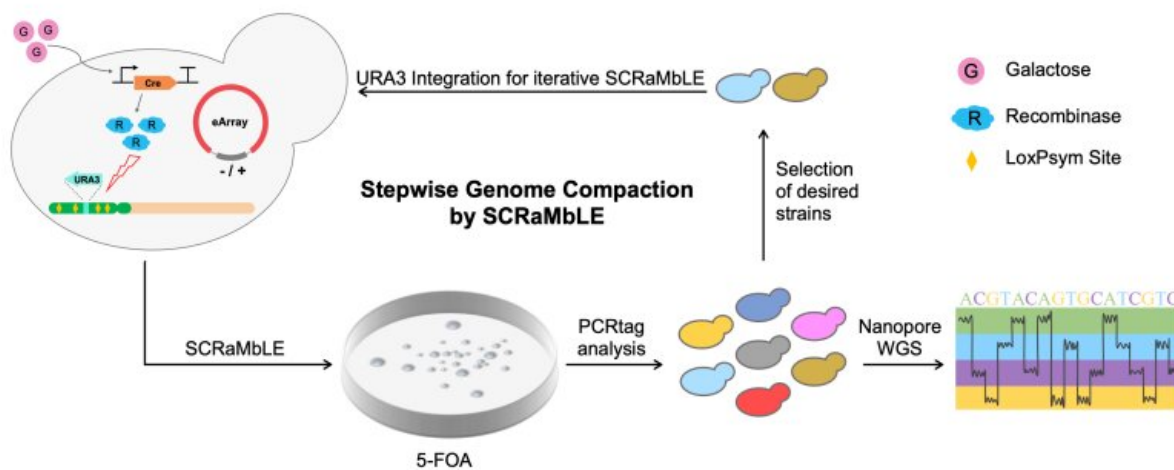 G
G
G
Cre
R
R
R
eArray
- / +
URA3
URA3 Integration for iterative SCRaMbLE
Stepwise Genome Compaction
by SCRaMbLE
Selection
of desired
strains
G Galactose
R Recombinase
LoxPsym Site
SCRaMbLE
5-FOA
PCRtag
analysis
Nanopore
WGS
ACGTACAGTGCATCGTC